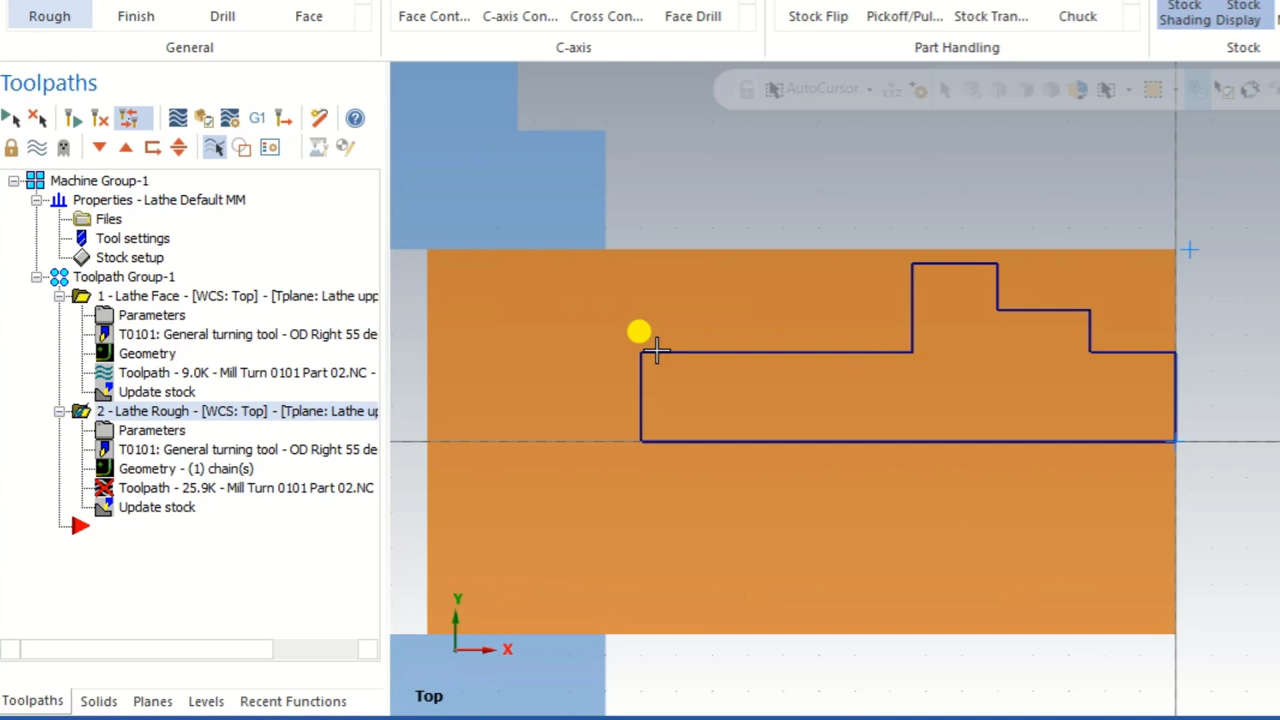 Rough Finish Drill Face Face Cont... C-axis Con... Cross Con... Face Drill Stock Flip Pickoff/Pul... Stock Tran... Chuck Stock Shading Stock Display
General C-axis Part Handling Stock
Toolpaths
AutoCursor
G1
Machine Group-1
Properties - Lathe Default MM
Files
Tool settings
Stock setup
Toolpath Group-1
1 - Lathe Face - [WCS: Top] - [Tplane: Lathe upp
Parameters
T0101: General turning tool - OD Right 55 de
Geometry
Toolpath - 9.0K - Mill Turn 0101 Part 02.NC -
Update stock
2 - Lathe Rough - [WCS: Top] - [Tplane: Lathe up
Parameters
T0101: General turning tool - OD Right 55 de
Geometry - (1) chain(s)
Toolpath - 25.9K - Mill Turn 0101 Part 02.NC
Update stock
Y
X
Top
Toolpaths Solids Planes Levels Recent Functions